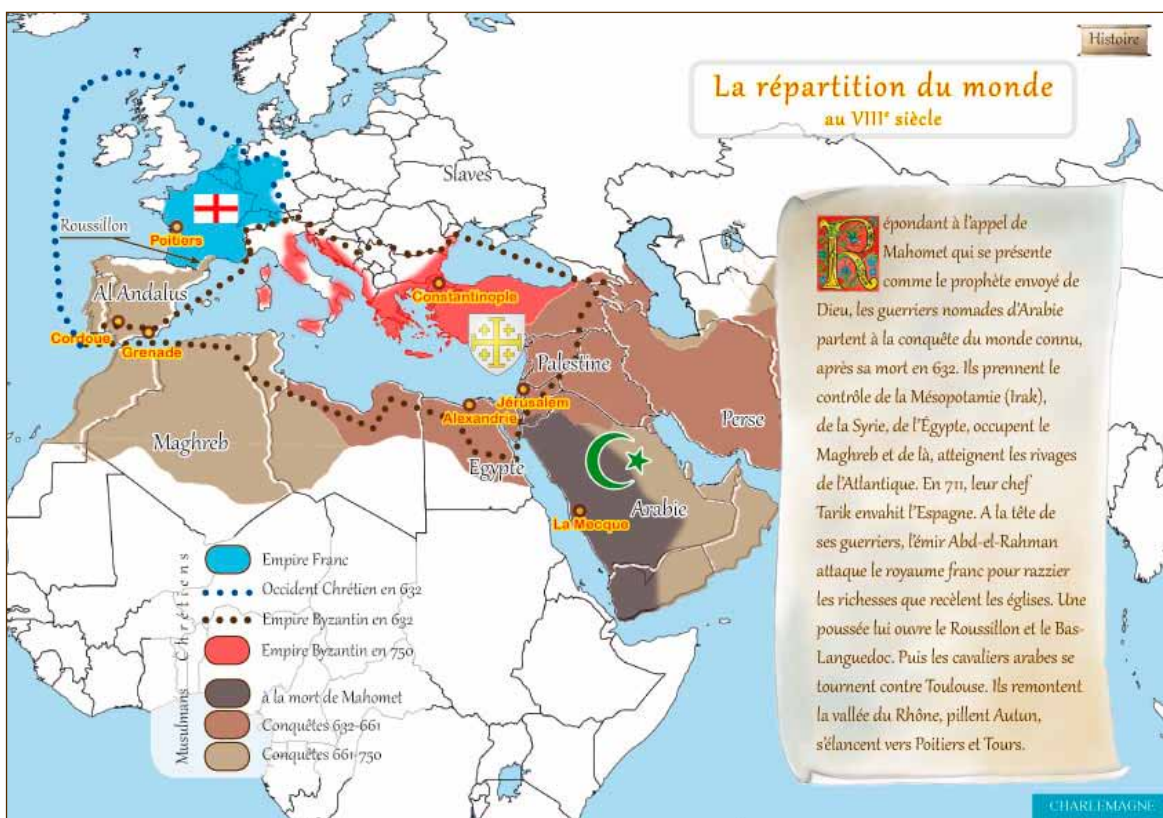 Histoire
La répartition du monde
au VIIIe siècle
Slaves
Roussillon
Poitiers
Al Andalus
Constantinople
Cordoue
Grenade
Palestine
Jérusalem
Alexandrie
Perse
Maghreb
Egypte
Arabie
La Mecque
Chrétiens
Empire Franc
Occident Chrétien en 632
Empire Byzantin en 632
Empire Byzantin en 750
Musulmans
à la mort de Mahomet
Conquêtes 632-661
Conquêtes 661-750
Répondant à l'appel de
Mahomet qui se présente
comme le prophète envoyé de
Dieu, les guerriers nomades d'Arabie
partent à la conquête du monde connu,
après sa mort en 632. Ils prennent le
contrôle de la Mésopotamie (Irak),
de la Syrie, de l'Égypte, occupent le
Maghreb et de là, atteignent les rivages
de l'Atlantique. En 711, leur chef
Tarik envahit l'Espagne. A la tête de
ses guerriers, l'émir Abd-el-Rahman
attaque le royaume franc pour razzier
les richesses que recèlent les églises. Une
poussée lui ouvre le Roussillon et le Bas-
Languedoc. Puis les cavaliers arabes se
tournent contre Toulouse. Ils remontent
la vallée du Rhône, pillent Autun,
s'élancent vers Poitiers et Tours.
CHARLEMAGNE